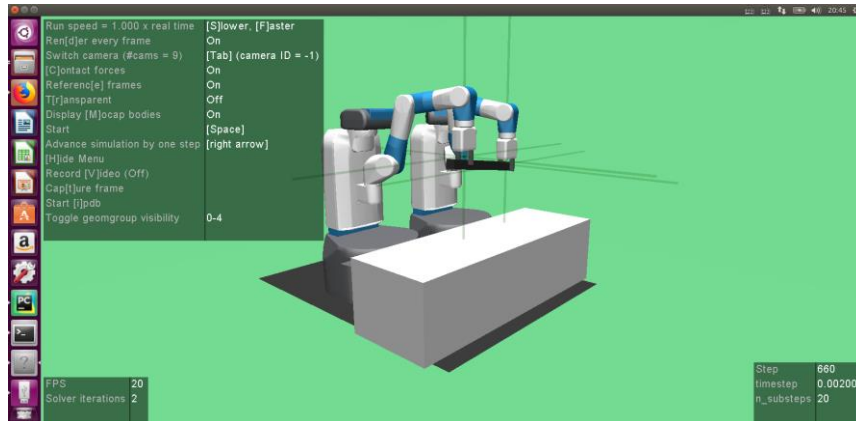 20:45
Run speed = 1.000 x real time [S]lower, [F]aster
Ren[d]er every frame On
Switch camera (#cams = 9) [Tab] (camera ID = -1)
[C]ontact forces On
Referenc[e] frames On
T[r]ansparent Off
Display [M]ocap bodies On
Start [Space]
Advance simulation by one step [right arrow]
[H]ide Menu
Record [V]ideo (Off)
Cap[t]ure frame
Start [i]pdb
Toggle geomgroup visibility 0-4
a
PC
>_
?
FPS 20
Solver iterations 2
Step 660
timestep 0.00200
n_substeps 20